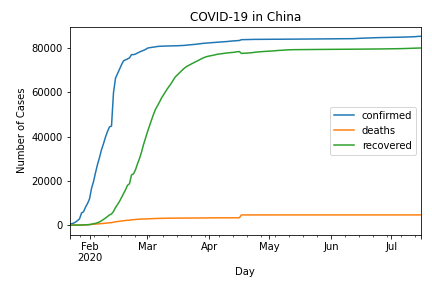 COVID-19 in China
Number of Cases
80000
60000
40000
20000
0
confirmed
deaths
recovered
Feb Mar Apr May Jun Jul
2020
Day